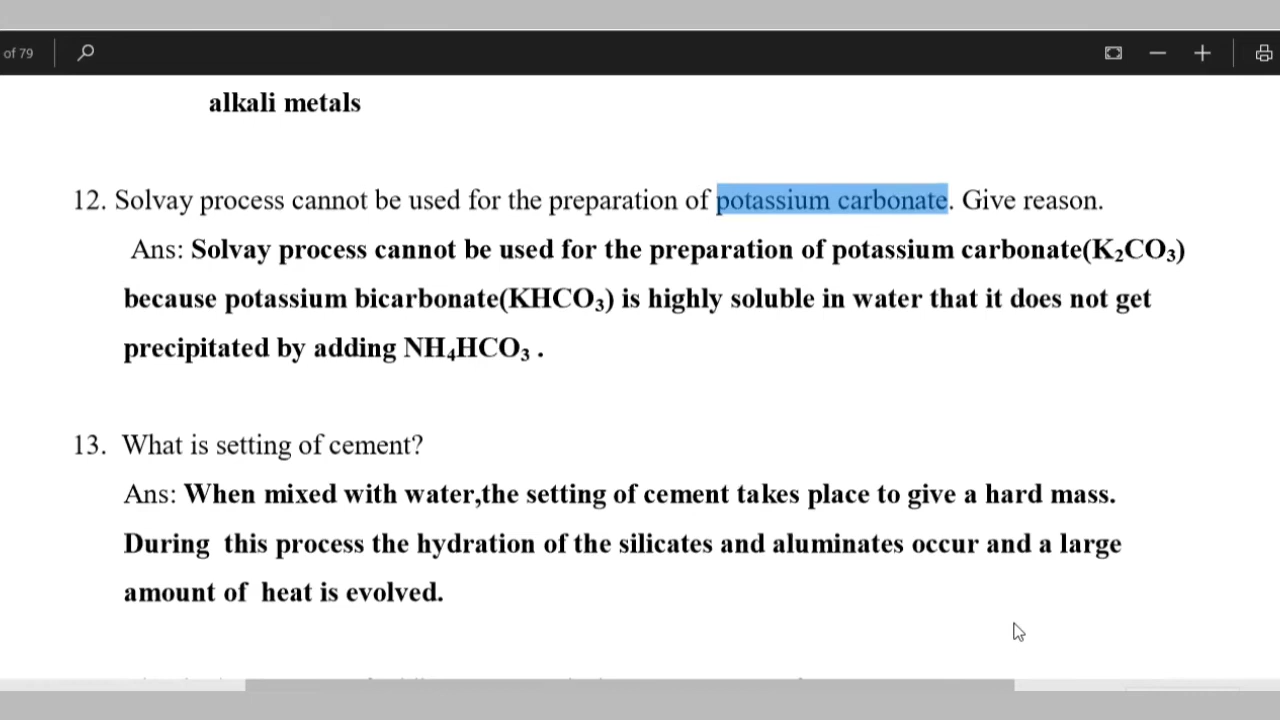 of 79
alkali metals
12. Solvay process cannot be used for the preparation of potassium carbonate. Give reason.
Ans: Solvay process cannot be used for the preparation of potassium carbonate(K₂CO₃)
because potassium bicarbonate(KHCO₃) is highly soluble in water that it does not get
precipitated by adding NH₄HCO₃ .
13. What is setting of cement?
Ans: When mixed with water,the setting of cement takes place to give a hard mass.
During this process the hydration of the silicates and aluminates occur and a large
amount of heat is evolved.